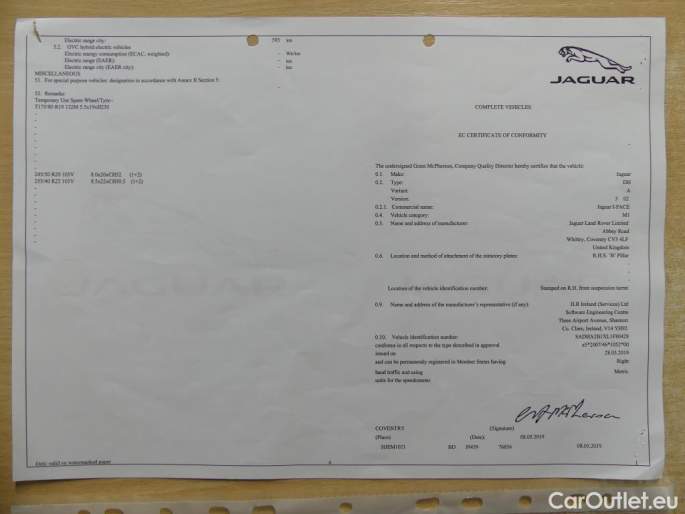 Electric range city: 505 km
5.2. OVC hybrid electric vehicles
Electric energy consumption (ECAC, weighed): - Wh/km
Electric range (EAER): - km
Electric range city (EAER city): - km
MISCELLANEOUS
51. For special purpose vehicles: designation in accordance with Annex II Section 5:
52. Remarks:
Temporary Use Spare Wheel/Tyre:
JAGUAR
COMPLETE VEHICLES
EC CERTIFICATE OF CONFORMITY
The undersigned Grant McPherson, Company Quality Director hereby certifies that the vehicle:
0.1. Make: Jaguar
0.2. Type:
Variant: A
Version:
0.2.1. Commercial name: Jaguar I-PACE
0.4. Vehicle category: M1
0.5. Name and address of manufacturer: Jaguar Land Rover Limited
Abbey Road
Whitley, Coventry CV3 4LF
United Kingdom
0.6. Location and method of attachment of the statutory plates: R.H.S. 'B' Pillar
Location of the vehicle identification number: Stamped on R.H. front suspension turret
0.9. Name and address of the manufacturer's representative (if any):
Software Engineering Centre
Three Airport Avenue, Shannon
Co. Clare, Ireland,
0.10. Vehicle identification number:
conforms in all respects to the type described in approval
issued on 28.03.2019
and can be permanently registered in Member States having Right
hand traffic and using Metric
units for the speedometer
COVENTRY (Signature)
(Place) (Date): 08.05.2019
08.05.2019
Only valid on watermarked paper
CarOutlet.eu